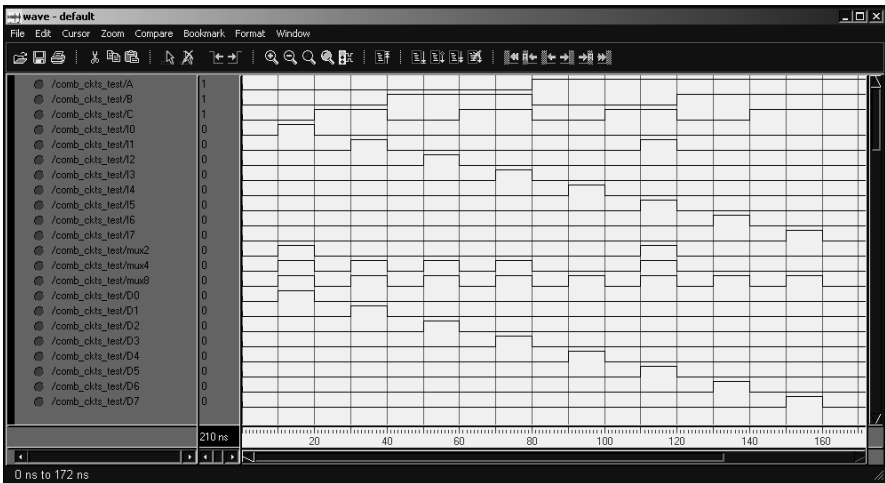 wave - default
File Edit Cursor Zoom Compare Bookmark Format Window
/comb_ckts_test/A 1
/comb_ckts_test/B 1
/comb_ckts_test/C 1
/comb_ckts_test/I0 0
/comb_ckts_test/I1 0
/comb_ckts_test/I2 0
/comb_ckts_test/I3 0
/comb_ckts_test/I4 0
/comb_ckts_test/I5 0
/comb_ckts_test/I6 0
/comb_ckts_test/I7 0
/comb_ckts_test/mux2 0
/comb_ckts_test/mux4 0
/comb_ckts_test/mux8 0
/comb_ckts_test/D0 0
/comb_ckts_test/D1 0
/comb_ckts_test/D2 0
/comb_ckts_test/D3 0
/comb_ckts_test/D4 0
/comb_ckts_test/D5 0
/comb_ckts_test/D6 0
/comb_ckts_test/D7 0
210 ns 20 40 60 80 100 120 140 160
0 ns to 172 ns